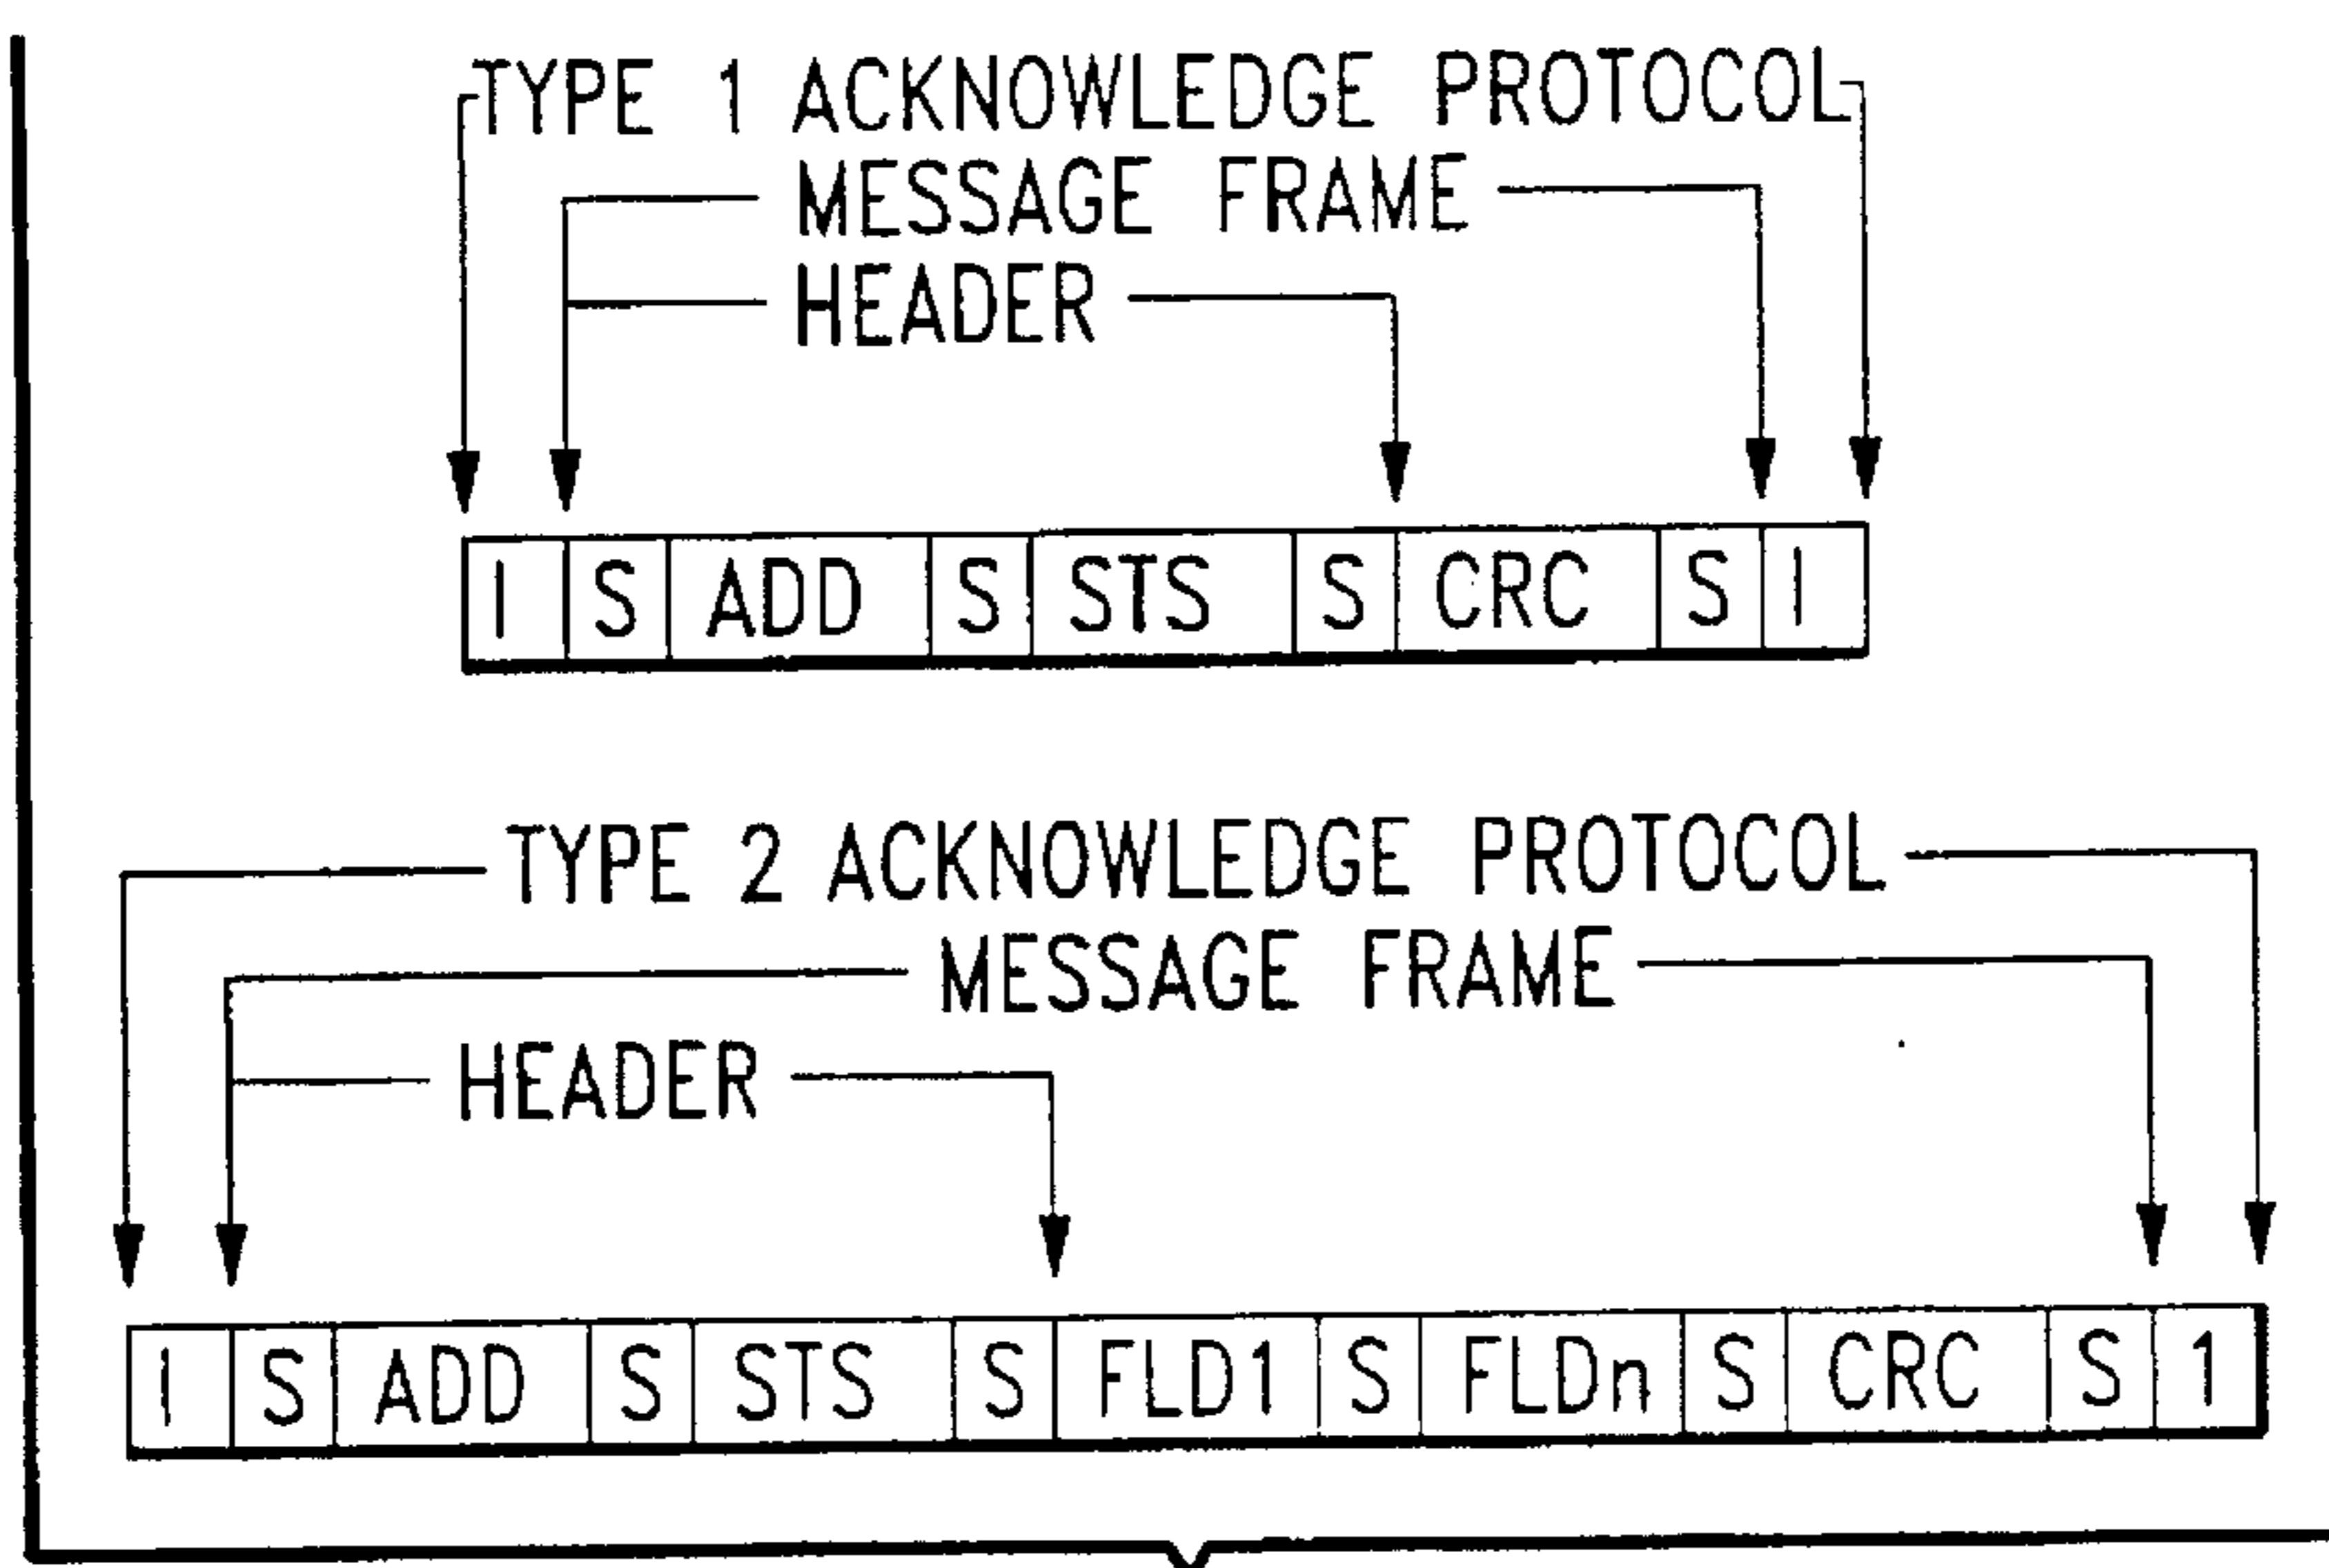 TYPE 1 ACKNOWLEDGE PROTOCOL
MESSAGE FRAME
HEADER
I S ADD S STS S CRC S I
TYPE 2 ACKNOWLEDGE PROTOCOL
MESSAGE FRAME
HEADER
I S ADD S STS S FLD1 S FLDn S CRC S 1